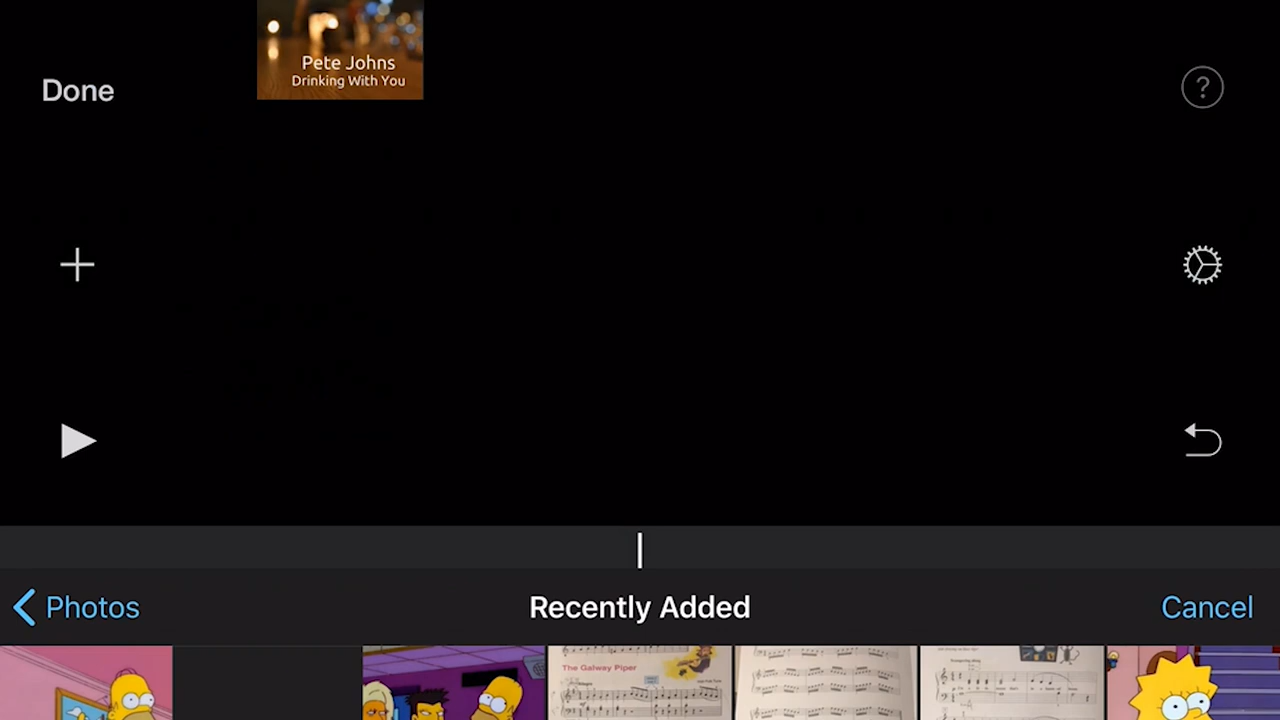 Pete Johns
Drinking With You
Done
?
Photos
Recently Added
Cancel
The Galway Piper